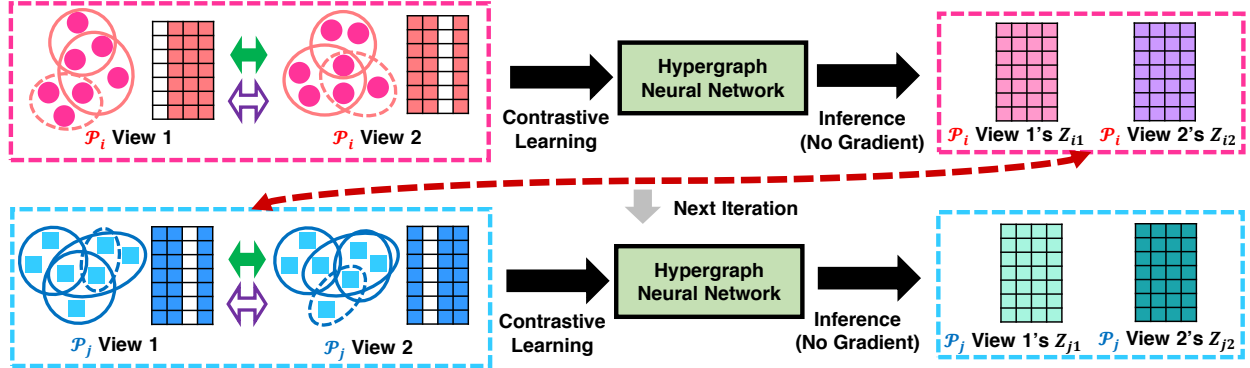 𝒫𝑖 View 1
𝒫𝑖 View 2
Contrastive
Learning
Hypergraph
Neural Network
Inference
(No Gradient)
𝒫𝑖 View 1's 𝑍𝑖1
𝒫𝑖 View 2's 𝑍𝑖2
Next Iteration
𝒫𝑗 View 1
𝒫𝑗 View 2
Contrastive
Learning
Hypergraph
Neural Network
Inference
(No Gradient)
𝒫𝑗 View 1's 𝑍𝑗1
𝒫𝑗 View 2's 𝑍𝑗2